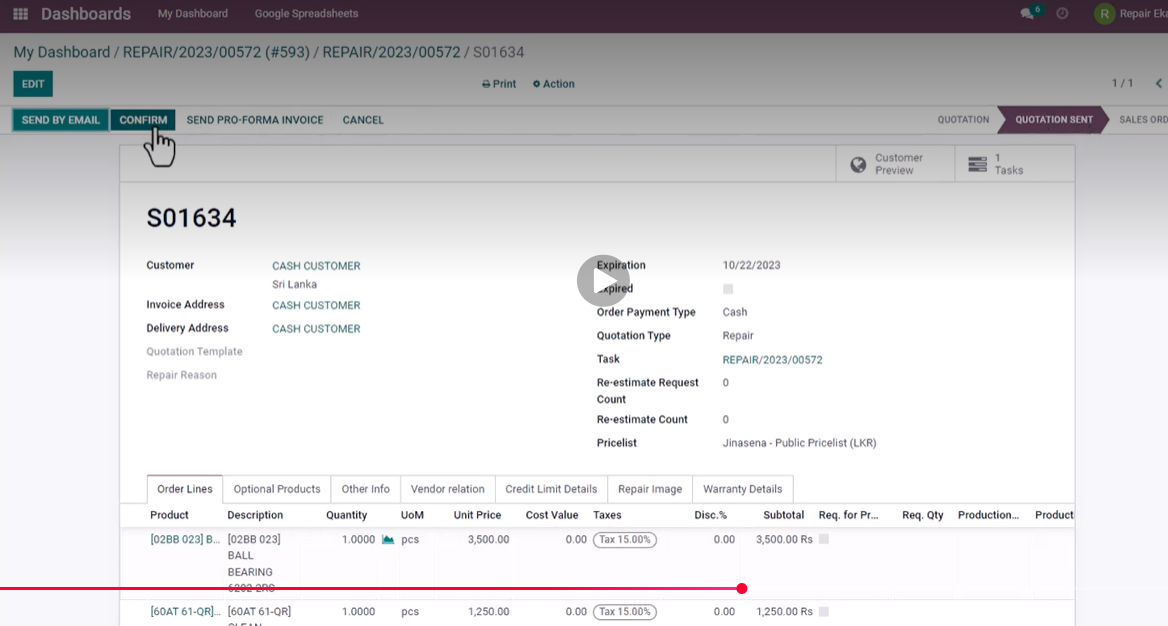 Dashboards My Dashboard Google Spreadsheets 6 R Repair
My Dashboard / REPAIR/2023/00572 (#593) / REPAIR/2023/00572 / S01634
EDIT Print Action 1 / 1
SEND BY EMAIL CONFIRM SEND PRO-FORMA INVOICE CANCEL QUOTATION QUOTATION SENT SALES ORD
Customer Preview 1 Tasks
S01634
Customer CASH CUSTOMER Expiration 10/22/2023
Sri Lanka Expired
Invoice Address CASH CUSTOMER Order Payment Type Cash
Delivery Address CASH CUSTOMER Quotation Type Repair
Quotation Template Task REPAIR/2023/00572
Repair Reason Re-estimate Request Count 0
Re-estimate Count 0
Pricelist Jinasena - Public Pricelist (LKR)
Order Lines Optional Products Other Info Vendor relation Credit Limit Details Repair Image Warranty Details
Product Description Quantity UoM Unit Price Cost Value Taxes Disc.% Subtotal Req. for Pr... Req. Qty Production... Product
[02BB 023] B... [02BB 023] 1.0000 pcs 3,500.00 0.00 Tax 15.00% 0.00 3,500.00 Rs
BALL
BEARING
6202 2RS
[60AT 61-QR]... [60AT 61-QR] 1.0000 pcs 1,250.00 0.00 Tax 15.00% 0.00 1,250.00 Rs